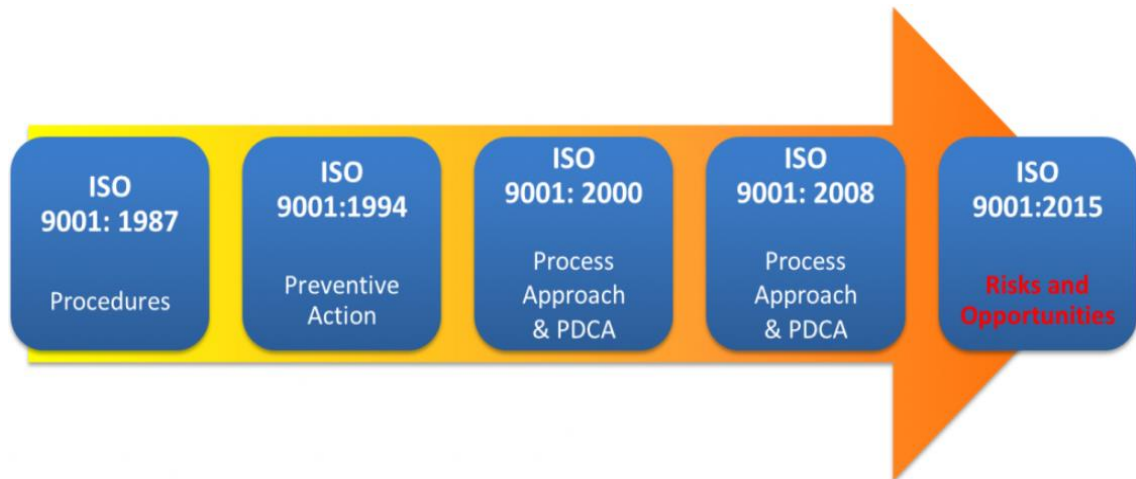 ISO
9001: 1987
Procedures
ISO
9001:1994
Preventive
Action
ISO
9001: 2000
Process
Approach
& PDCA
ISO
9001: 2008
Process
Approach
& PDCA
ISO
9001:2015
Risks and
Opportunities